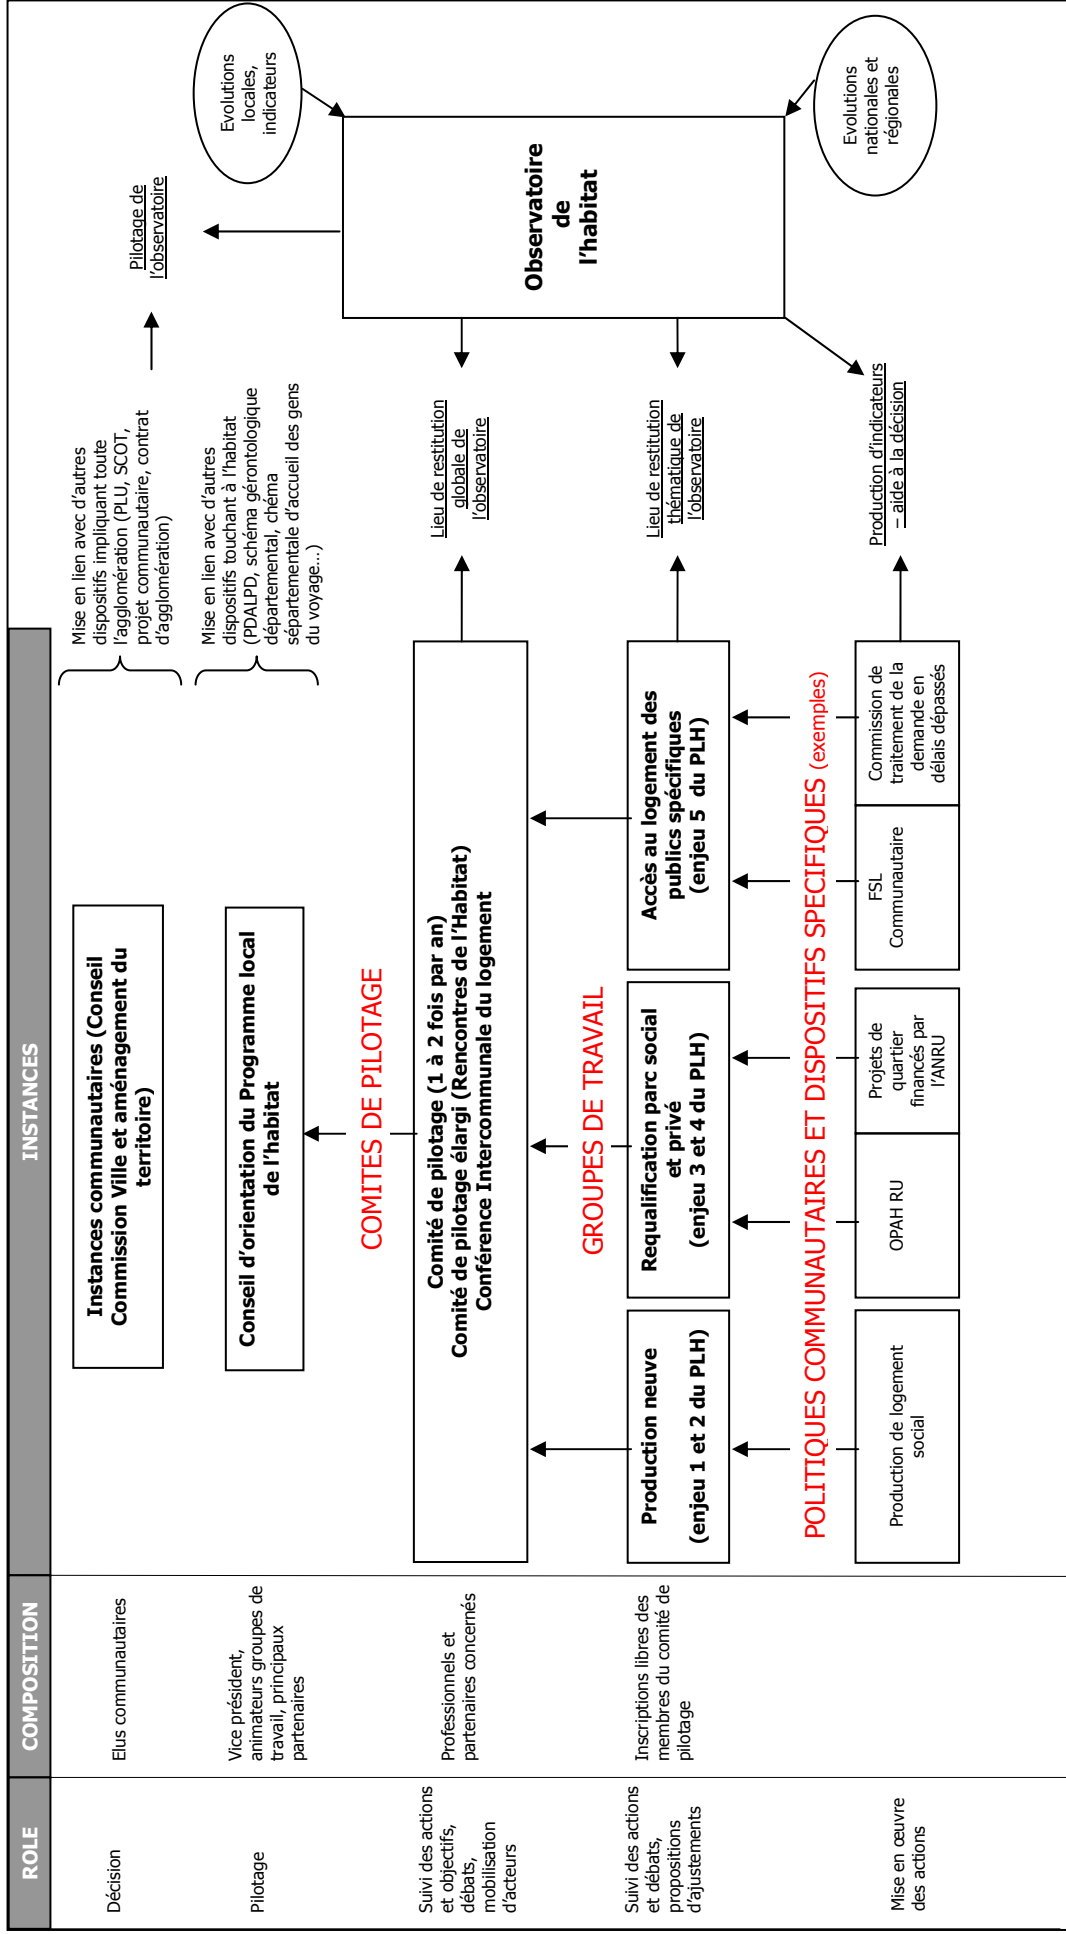 ROLE
COMPOSITION
INSTANCES
Décision
Elus communautaires
Instances communautaires (Conseil
Commission Ville et aménagement du
territoire)
Mise en lien avec d’autres
dispositifs impliquant toute
l’agglomération (PLU, SCOT,
projet communautaire, contrat
d’agglomération)
Pilotage de
l’observatoire
Pilotage
Vice président,
animateurs groupes de
travail, principaux
partenaires
Conseil d’orientation du Programme local
de l’habitat
Mise en lien avec d’autres
dispositifs touchant à l’habitat
(PDALPD, schéma gérontologique
départemental, chéma
sépartementale d’accueil des gens
du voyage…)
Evolutions
locales,
indicateurs
COMITES DE PILOTAGE
Suivi des actions
et objectifs,
débats,
mobilisation
d’acteurs
Professionnels et
partenaires concernés
Comité de pilotage (1 à 2 fois par an)
Comité de pilotage élargi (Rencontres de l’Habitat)
Conférence Intercommunale du logement
Lieu de restitution
globale de
l’observatoire
Observatoire
de
l’habitat
GROUPES DE TRAVAIL
Suivi des actions
et débats,
propositions
d’ajustements
Inscriptions libres des
membres du comité de
pilotage
Production neuve
(enjeu 1 et 2 du PLH)
Requalification parc social
et privé
(enjeu 3 et 4 du PLH)
Accès au logement des
publics spécifiques
(enjeu 5 du PLH)
Lieu de restitution
thématique de
l’observatoire
POLITIQUES COMMUNAUTAIRES ET DISPOSITIFS SPECIFIQUES (exemples)
Evolutions
nationales et
régionales
Mise en œuvre
des actions
Production de logement
social
OPAH RU
Projets de
quartier
financés par
l’ANRU
FSL
Communautaire
Commission de
traitement de la
demande en
délais dépassés
Production d’indicateurs
– aide à la décision